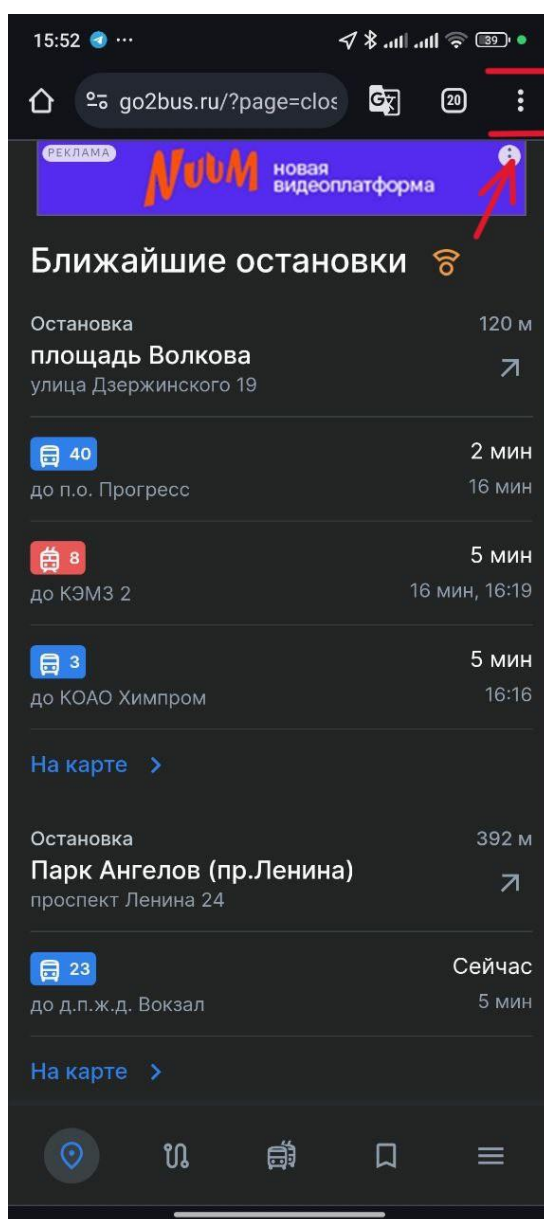 15:52
39
go2bus.ru/?page=clos
20
РЕКЛАМА
NUUM
новая
видеоплатформа
Ближайшие остановки
Остановка
120 м
площадь Волкова
улица Дзержинского 19
40
2 мин
до п.о. Прогресс
16 мин
8
5 мин
до КЭМЗ 2
16 мин, 16:19
3
5 мин
до КОАО Химпром
16:16
На карте
Остановка
392 м
Парк Ангелов (пр.Ленина)
проспект Ленина 24
23
Сейчас
до д.п.ж.д. Вокзал
5 мин
На карте